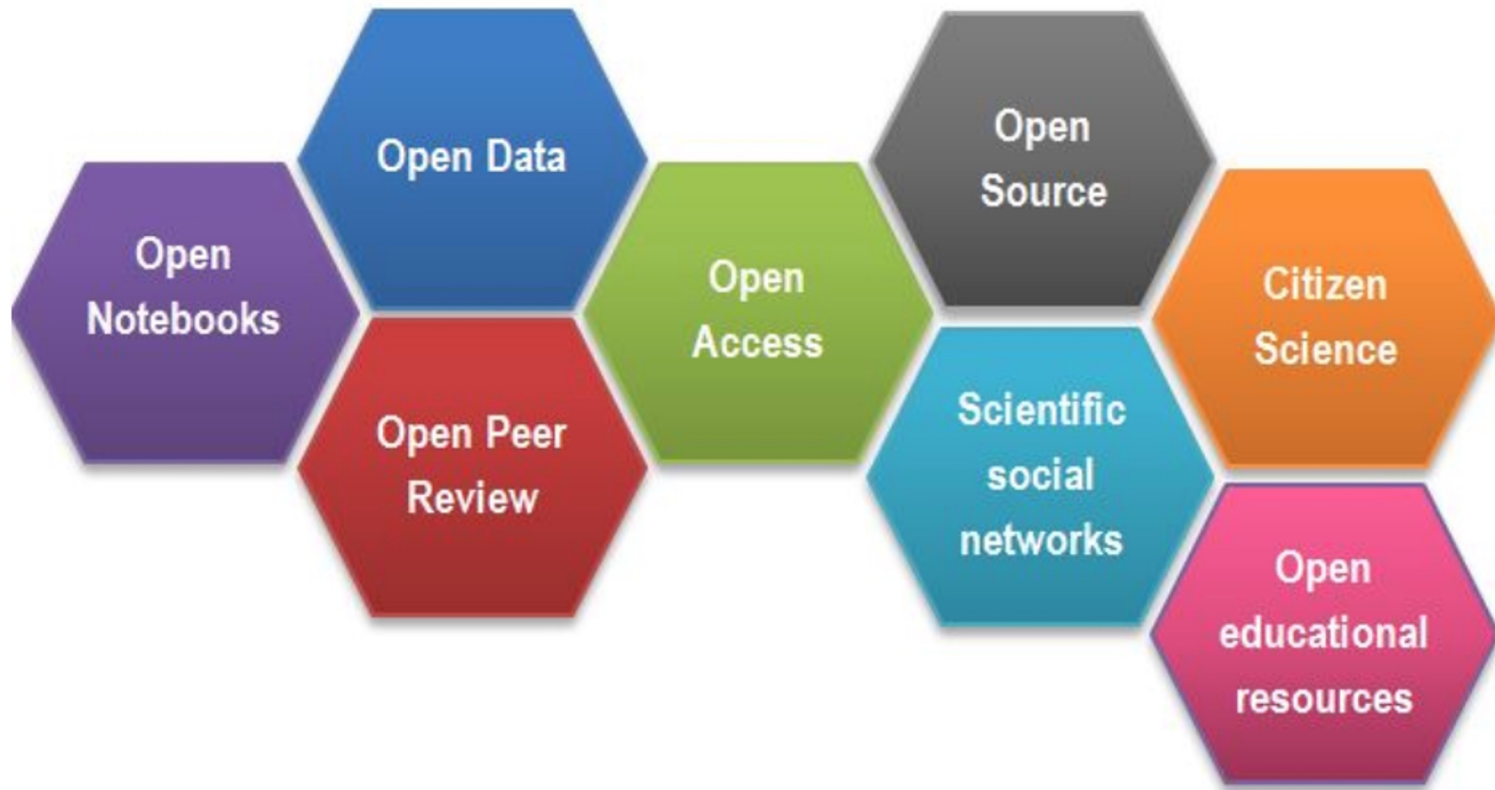 Open
Notebooks
Open Data
Open Peer
Review
Open
Access
Open
Source
Scientific
social
networks
Citizen
Science
Open
educational
resources